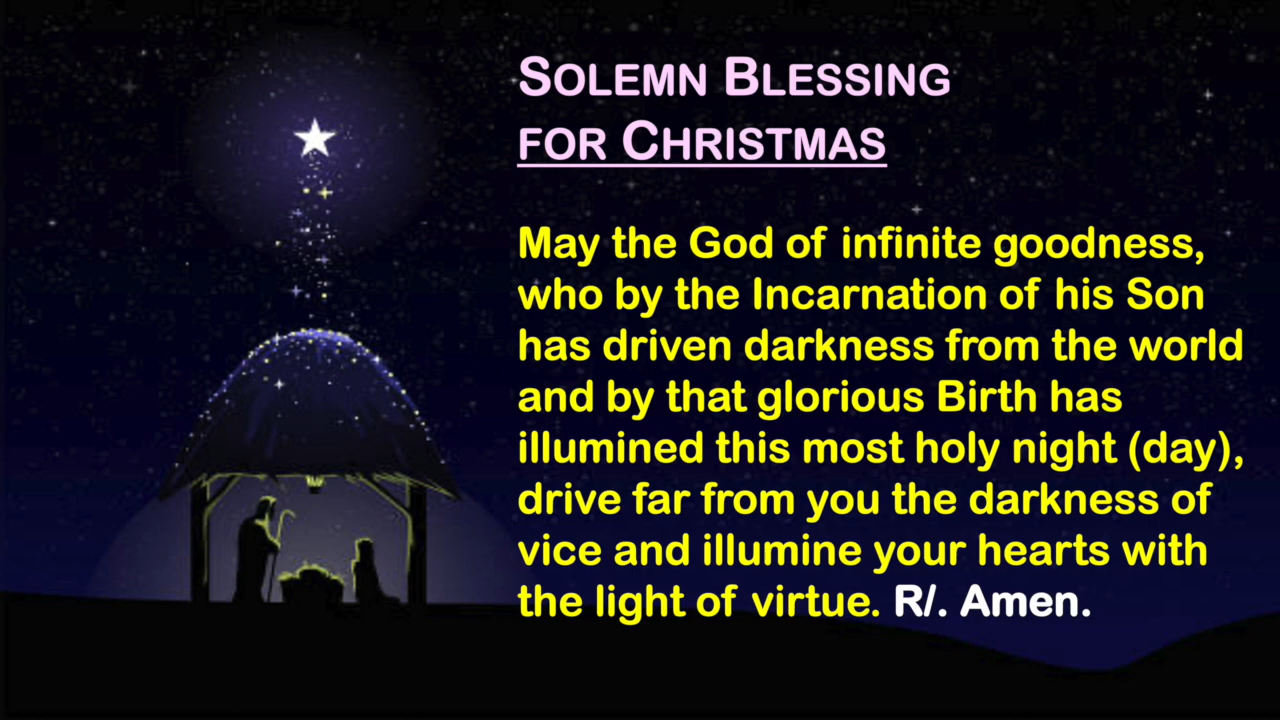 SOLEMN BLESSING
FOR CHRISTMAS
May the God of infinite goodness,
who by the Incarnation of his Son
has driven darkness from the world
and by that glorious Birth has
illumined this most holy night (day),
drive far from you the darkness of
vice and illumine your hearts with
the light of virtue. R/. Amen.